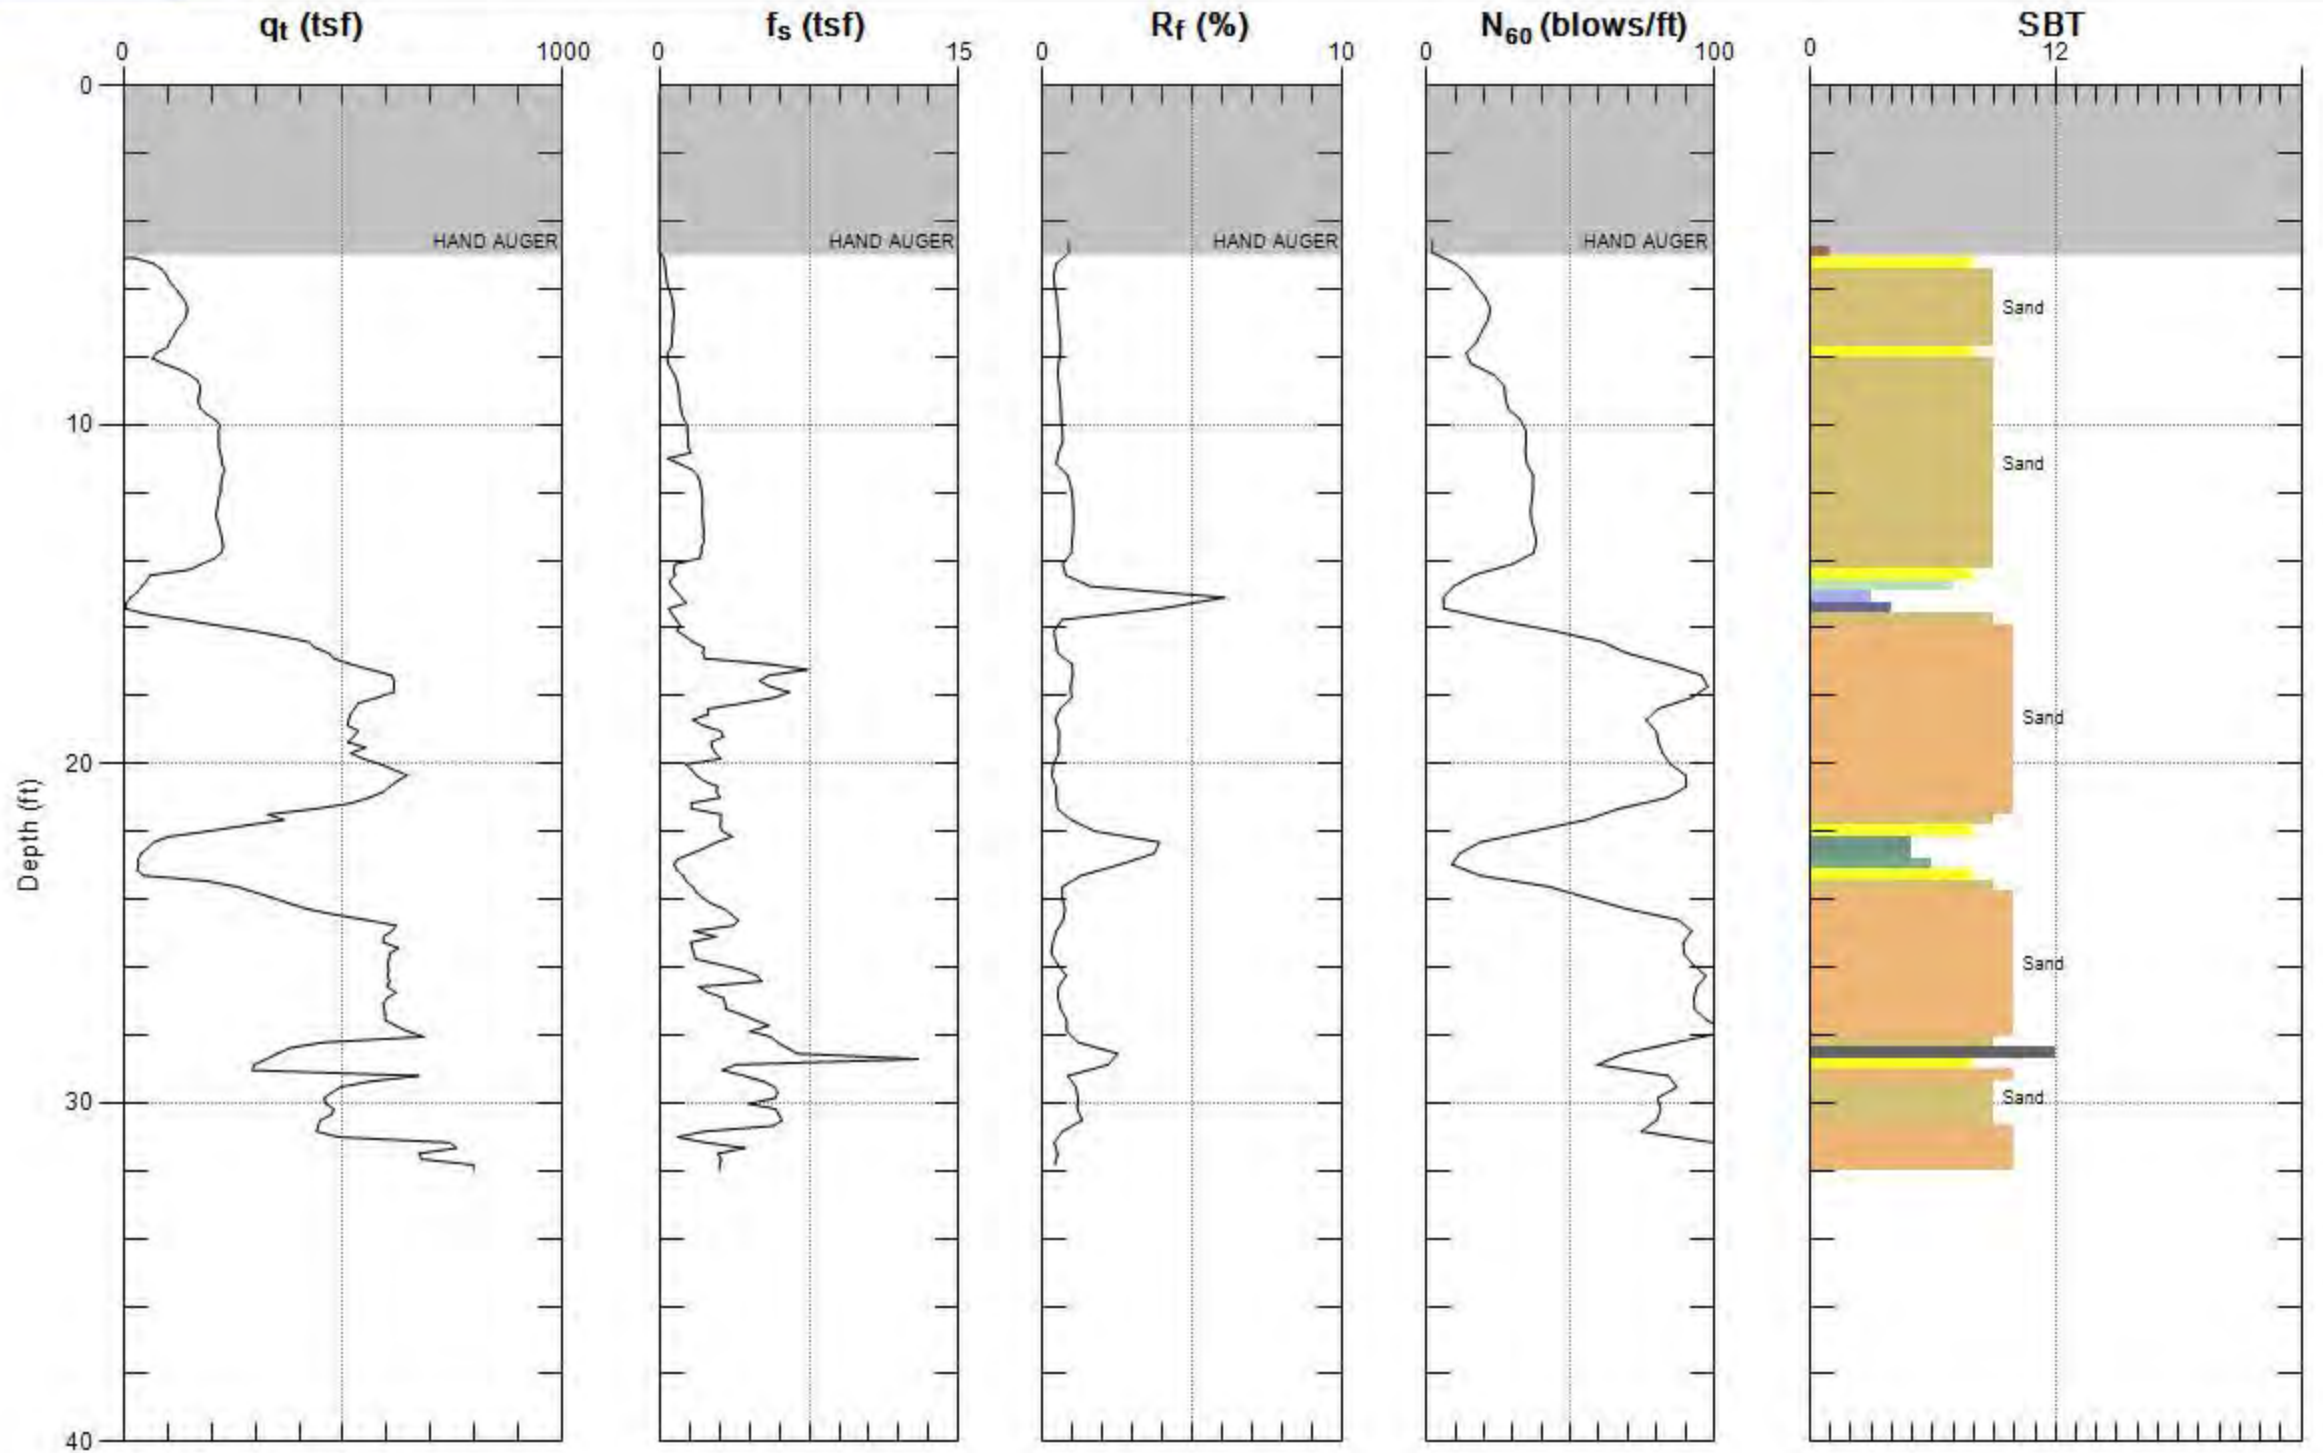 qt (tsf)
fs (tsf)
Rf (%)
N60 (blows/ft)
SBT
0
1000
0
15
0
10
0
100
0
12
0
HAND AUGER
HAND AUGER
HAND AUGER
HAND AUGER
Sand
10
Sand
Sand
20
Depth (ft)
Sand
30
Sand
40